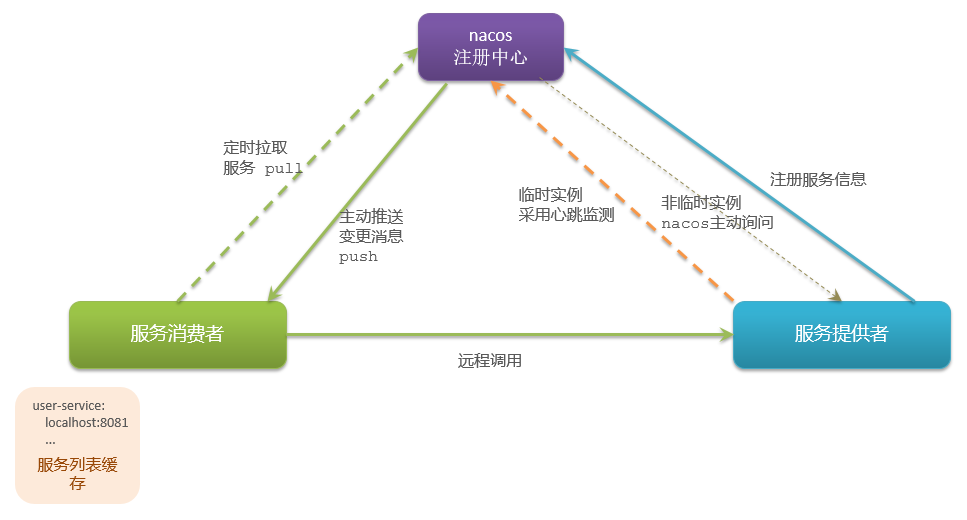 nacos
注册中心
定时拉取
服务 pull
主动推送
变更消息
push
临时实例
采用心跳监测
非临时实例
nacos主动询问
注册服务信息
服务消费者
服务提供者
远程调用
user-service:
localhost:8081
...
服务列表缓
存